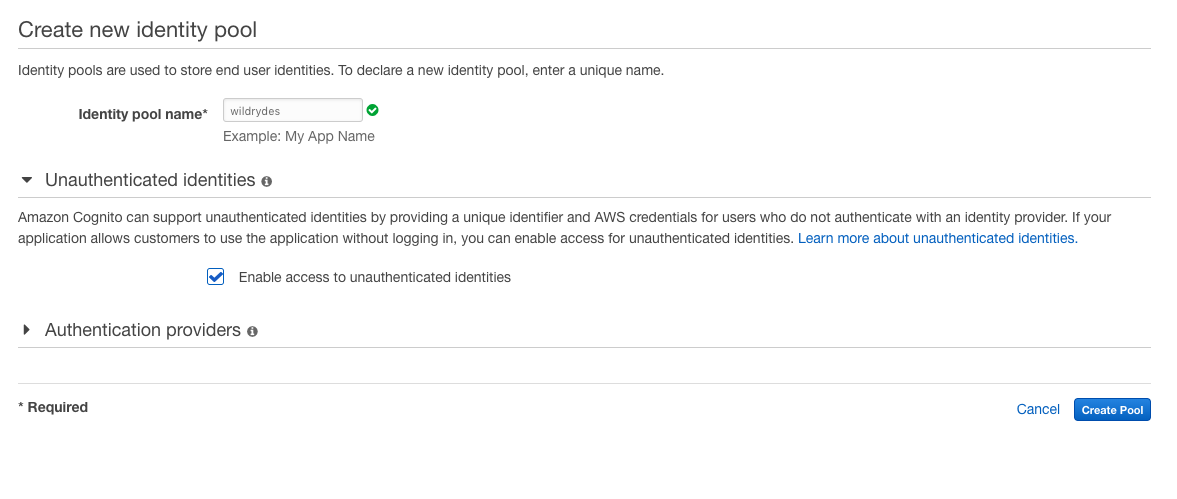 Create new identity pool
Identity pools are used to store end user identities. To declare a new identity pool, enter a unique name.
Identity pool name* wildrydes
Example: My App Name
Unauthenticated identities
Amazon Cognito can support unauthenticated identities by providing a unique identifier and AWS credentials for users who do not authenticate with an identity provider. If your
application allows customers to use the application without logging in, you can enable access for unauthenticated identities. Learn more about unauthenticated identities.
Enable access to unauthenticated identities
Authentication providers
* Required Cancel Create Pool